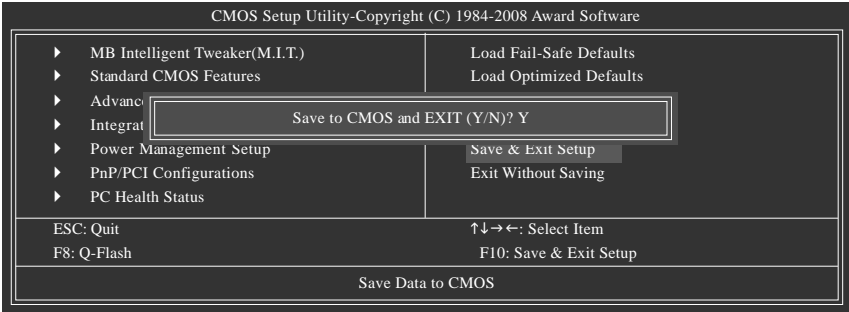 CMOS Setup Utility-Copyright (C) 1984-2008 Award Software
MB Intelligent Tweaker(M.I.T.)
Load Fail-Safe Defaults
Standard CMOS Features
Load Optimized Defaults
Advanc
Integrat
Save to CMOS and EXIT (Y/N)? Y
Power Management Setup
Save & Exit Setup
PnP/PCI Configurations
Exit Without Saving
PC Health Status
ESC: Quit
↑↓→←: Select Item
F8: Q-Flash
F10: Save & Exit Setup
Save Data to CMOS